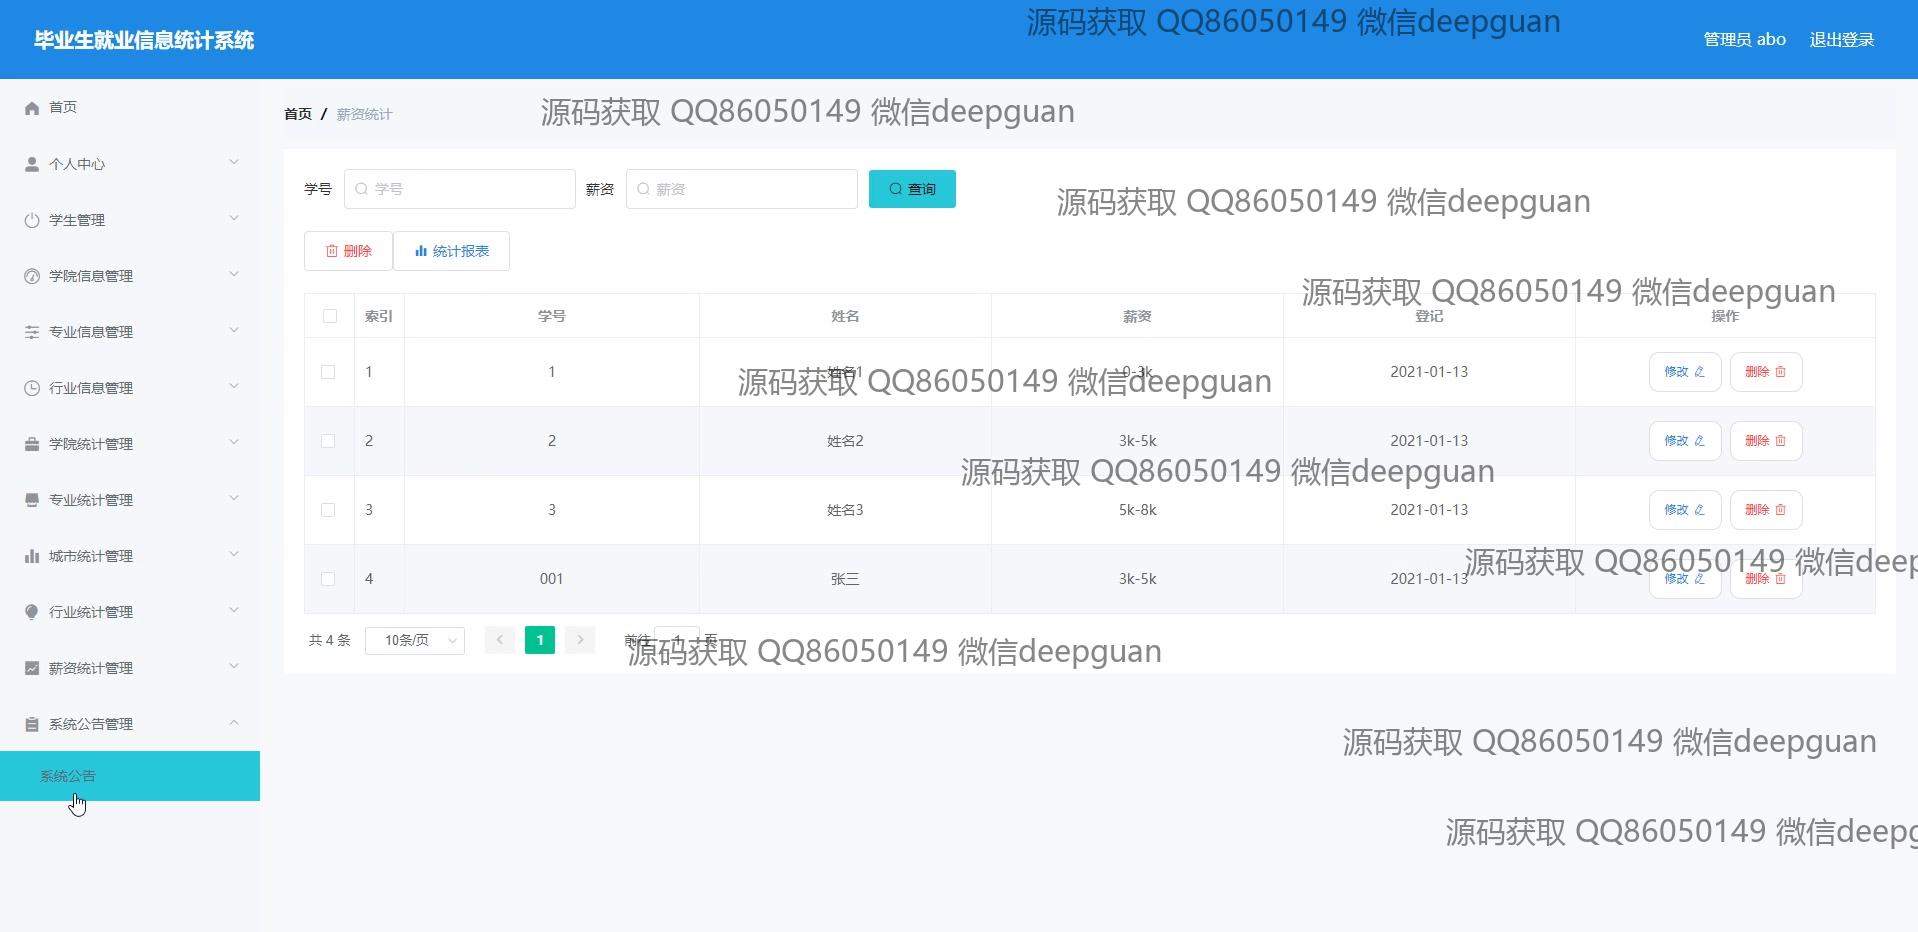 毕业生就业信息统计系统
源码获取 QQ86050149 微信deepguan
管理员 abo 退出登录
首页
个人中心
学生管理
学院信息管理
专业信息管理
行业信息管理
学院统计管理
专业统计管理
城市统计管理
行业统计管理
薪资统计管理
系统公告管理
系统公告
首页 / 薪资统计
源码获取 QQ86050149 微信deepguan
学号 学号 薪资 薪资 查询
源码获取 QQ86050149 微信deepguan
删除 统计报表
源码获取 QQ86050149 微信deepguan
索引 学号 姓名 薪资 登记 操作
1 1 姓名1 0-3k 2021-01-13 修改 删除
源码获取 QQ86050149 微信deepguan
2 2 姓名2 3k-5k 2021-01-13 修改 删除
源码获取 QQ86050149 微信deepguan
3 3 姓名3 5k-8k 2021-01-13 修改 删除
源码获取 QQ86050149 微信deep
4 001 张三 3k-5k 2021-01-13 修改 删除
共 4 条 10条/页 1 前往 1 页
源码获取 QQ86050149 微信deepguan
源码获取 QQ86050149 微信deepguan
源码获取 QQ86050149 微信deepg